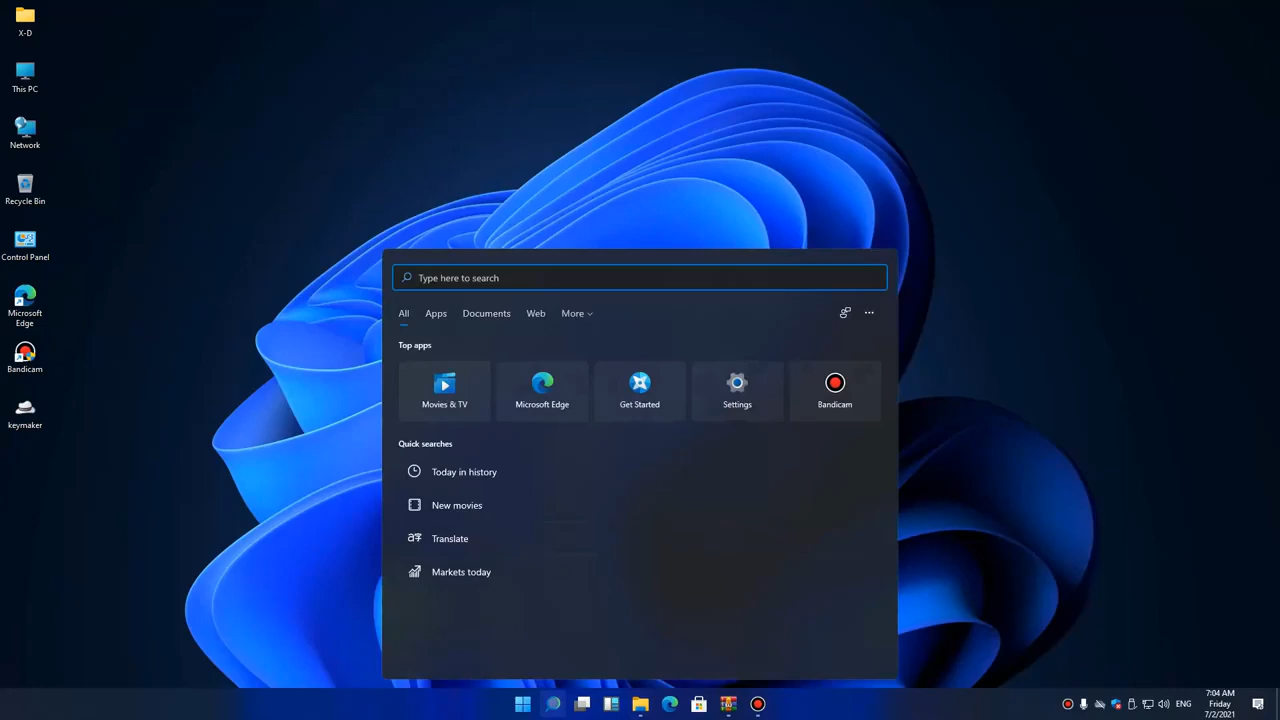 X-D
This PC
Network
Recycle Bin
Control Panel
Microsoft
Edge
Bandicam
keymaker
Type here to search
All Apps Documents Web More
Top apps
Movies & TV Microsoft Edge Get Started Settings Bandicam
Quick searches
Today in history
New movies
Translate
Markets today
ENG
7:04 AM
Friday
7/2/2021